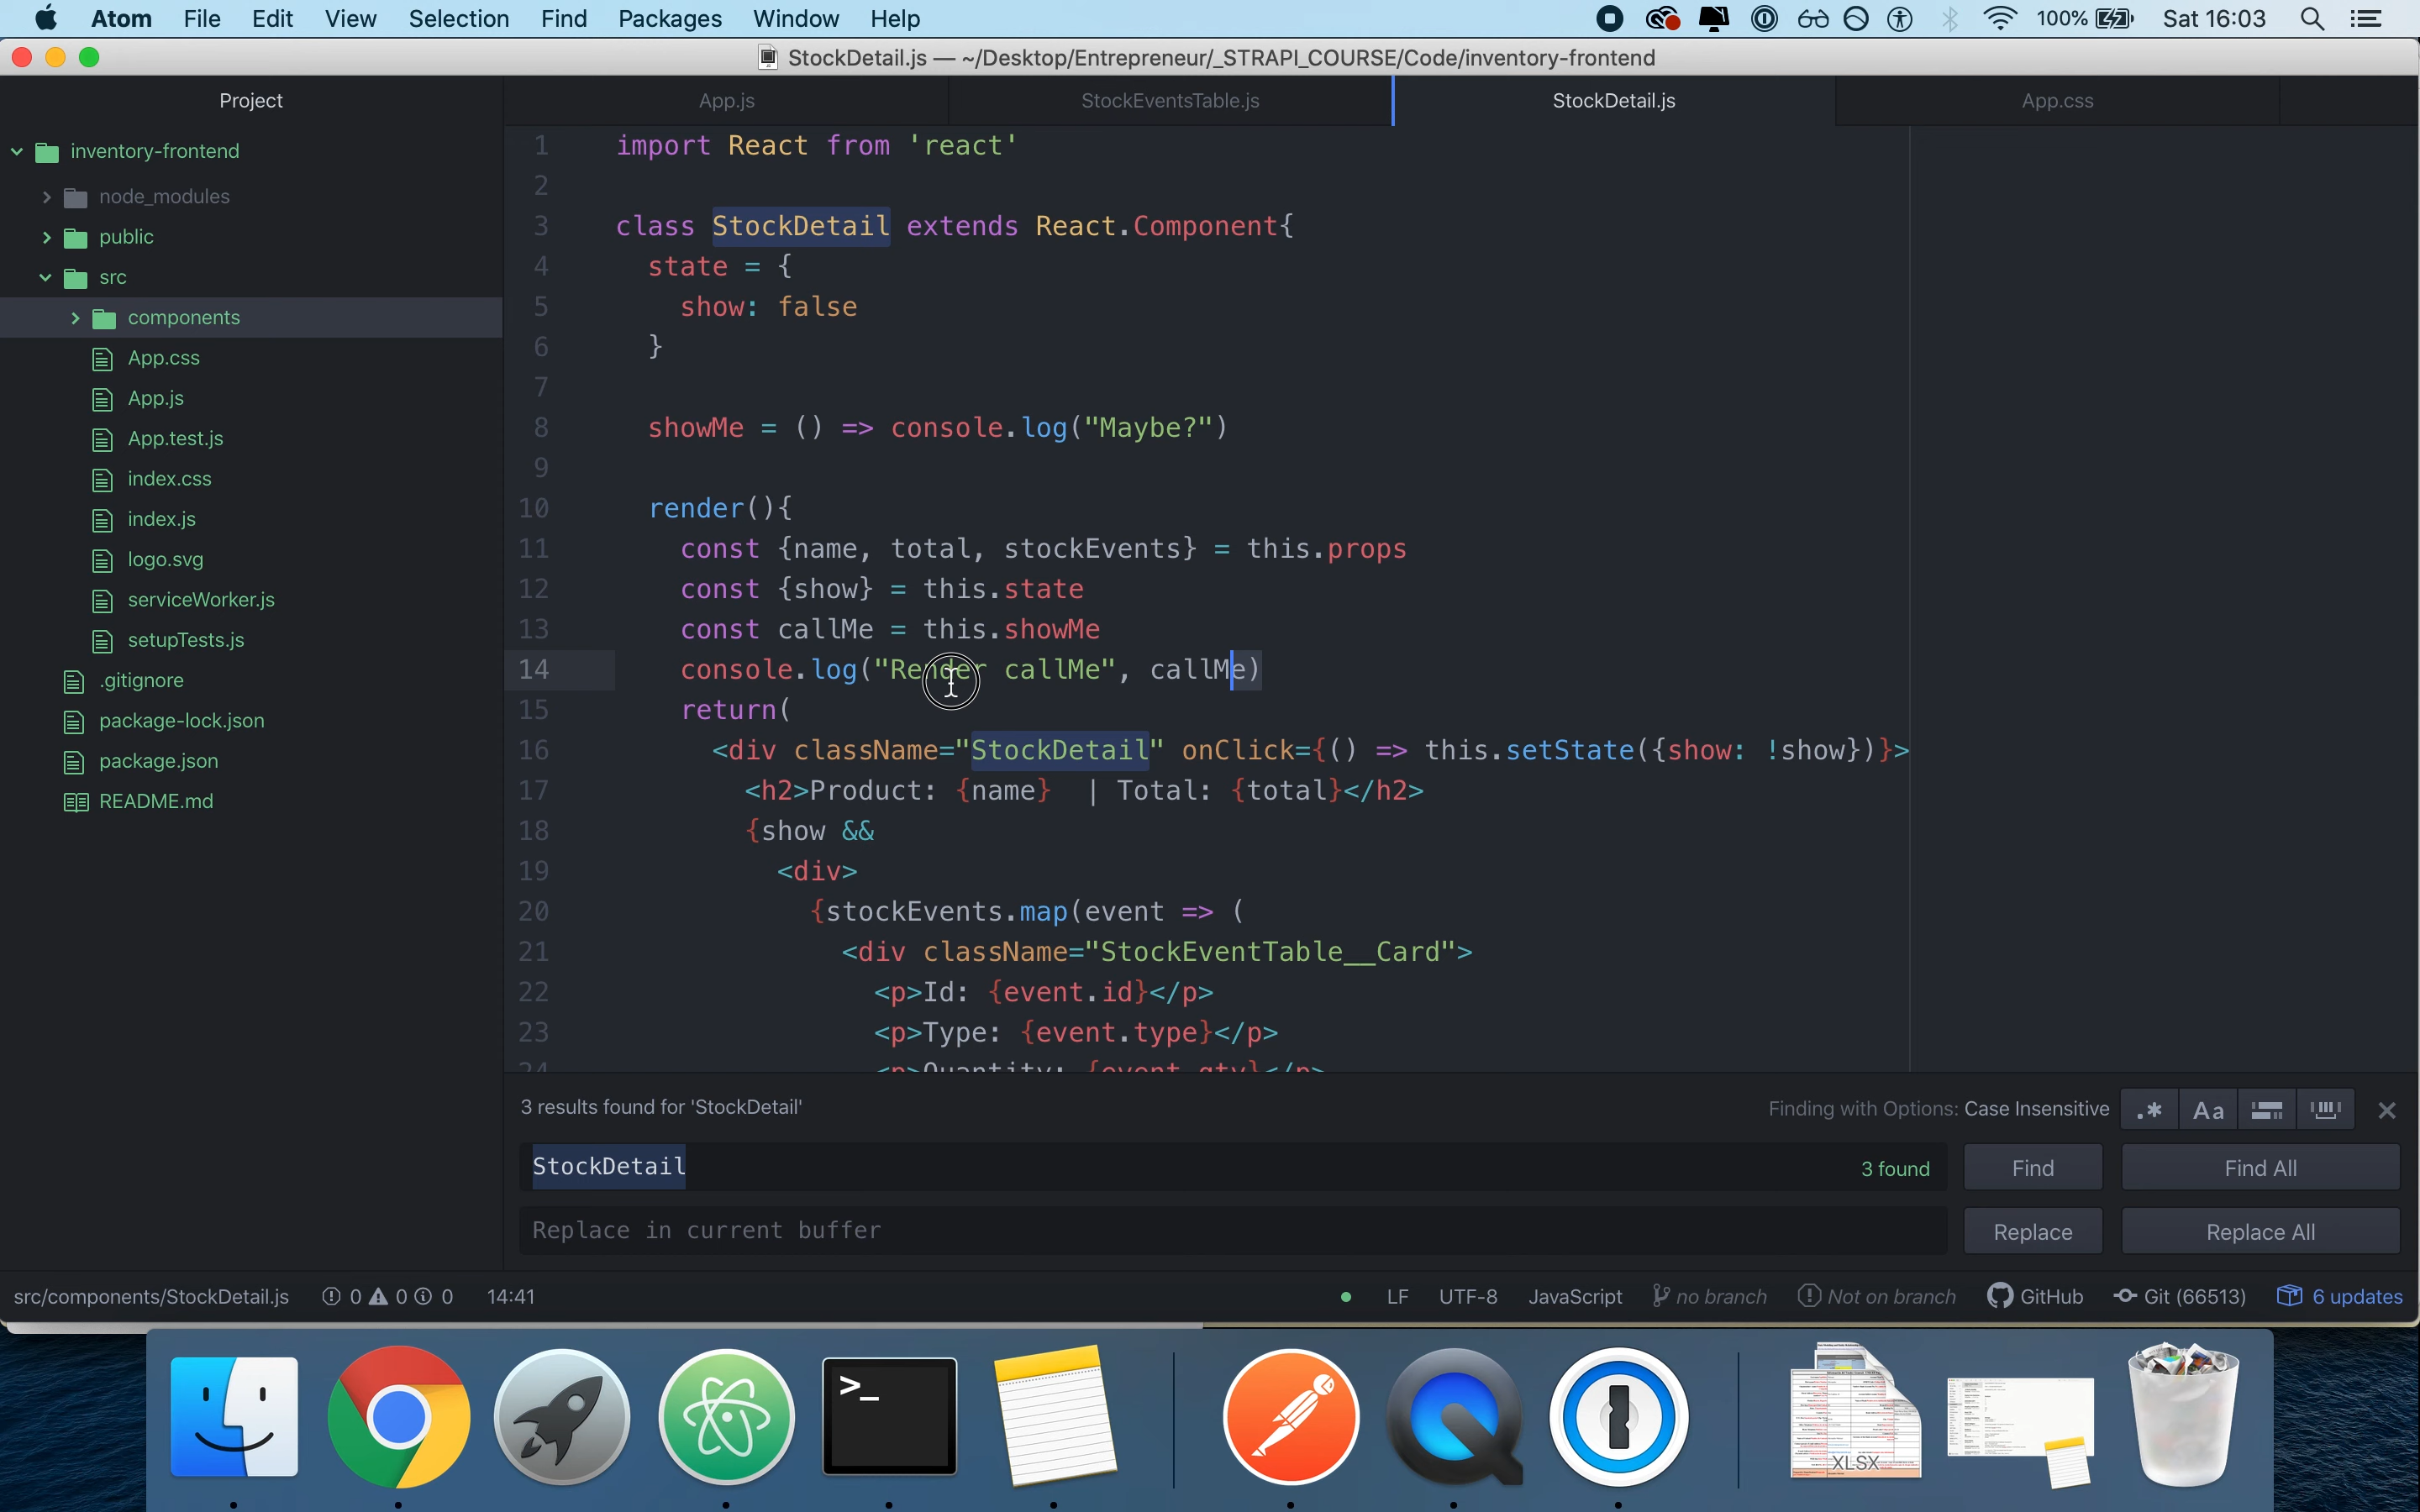 Atom File Edit View Selection Find Packages Window Help 100% Sat 16:03
StockDetail.js — ~/Desktop/Entrepreneur/_STRAPI_COURSE/Code/inventory-frontend
Project
App.js StockEventsTable.js StockDetail.js App.css
inventory-frontend
node_modules
public
src
components
App.css
App.js
App.test.js
index.css
index.js
logo.svg
serviceWorker.js
setupTests.js
.gitignore
package-lock.json
package.json
README.md
1 import React from 'react'
2
3 class StockDetail extends React.Component{
4 state = {
5 show: false
6 }
7
8 showMe = () => console.log("Maybe?")
9
10 render(){
11 const {name, total, stockEvents} = this.props
12 const {show} = this.state
13 const callMe = this.showMe
14 console.log("Render callMe", callMe)
15 return(
16 <div className="StockDetail" onClick={() => this.setState({show: !show})}>
17 <h2>Product: {name} | Total: {total}</h2>
18 {show &&
19 <div>
20 {stockEvents.map(event => (
21 <div className="StockEventTable__Card">
22 <p>Id: {event.id}</p>
23 <p>Type: {event.type}</p>
24 <p>Quantity: {event.qty}</p>
3 results found for 'StockDetail'
Finding with Options: Case Insensitive .* Aa
StockDetail 3 found Find Find All
Replace in current buffer Replace Replace All
src/components/StockDetail.js 0 0 0 14:41 LF UTF-8 JavaScript no branch Not on branch GitHub Git (66513) 6 updates
>_
XLSX